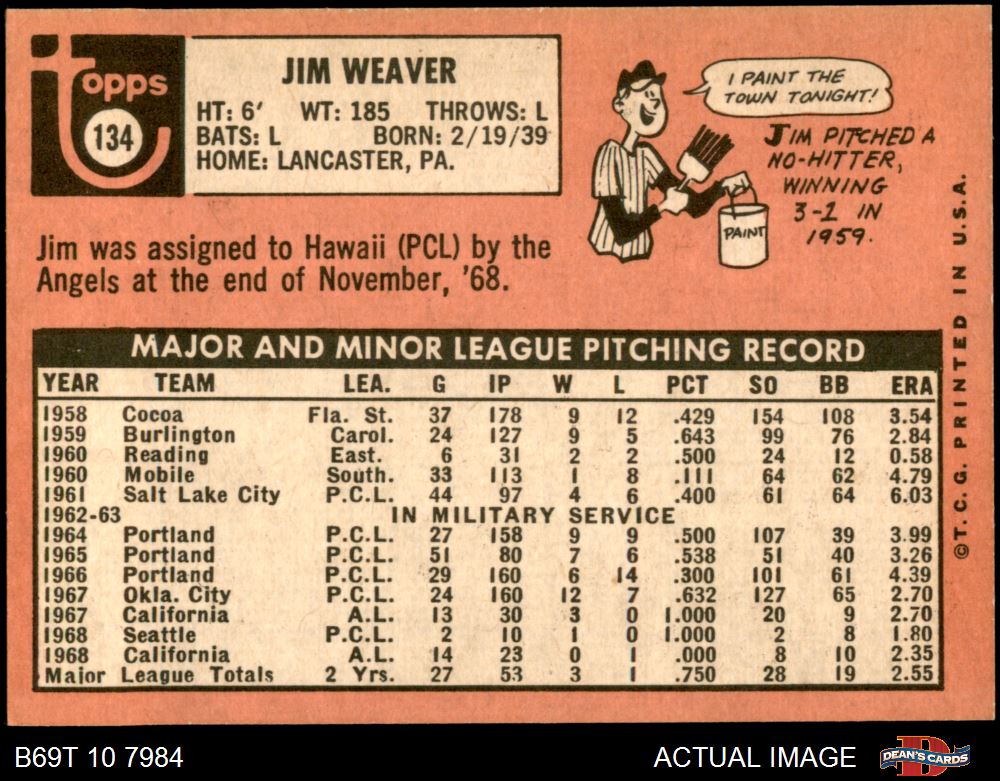 topps
134
JIM WEAVER
HT: 6' WT: 185 THROWS: L
BATS: L BORN: 2/19/39
HOME: LANCASTER, PA.
I PAINT THE
TOWN TONIGHT!
JIM PITCHED A
NO-HITTER,
WINNING
3-1 IN
1959.
PAINT
Jim was assigned to Hawaii (PCL) by the
Angels at the end of November, '68.
MAJOR AND MINOR LEAGUE PITCHING RECORD
YEAR TEAM LEA. G IP W L PCT SO BB ERA
1958 Cocoa Fla. St. 37 178 9 12 .429 154 108 3.54
1959 Burlington Carol. 24 127 9 5 .643 99 76 2.84
1960 Reading East. 6 31 2 2 .500 24 12 0.58
1960 Mobile South. 33 113 1 8 .111 64 62 4.79
1961 Salt Lake City P.C.L. 44 97 4 6 .400 61 64 6.03
1962-63 IN MILITARY SERVICE
1964 Portland P.C.L. 27 158 9 9 .500 107 39 3.99
1965 Portland P.C.L. 51 80 7 6 .538 51 40 3.26
1966 Portland P.C.L. 29 160 6 14 .300 101 61 4.39
1967 Okla. City P.C.L. 24 160 12 7 .632 127 65 2.70
1967 California A.L. 13 30 3 0 1.000 20 9 2.70
1968 Seattle P.C.L. 2 10 1 0 1.000 2 8 1.80
1968 California A.L. 14 23 0 1 .000 8 10 2.35
Major League Totals 2 Yrs. 27 53 3 1 .750 28 19 2.55
©T.C.G. PRINTED IN U.S.A.
B69T 10 7984 ACTUAL IMAGE
DEAN'S CARDS